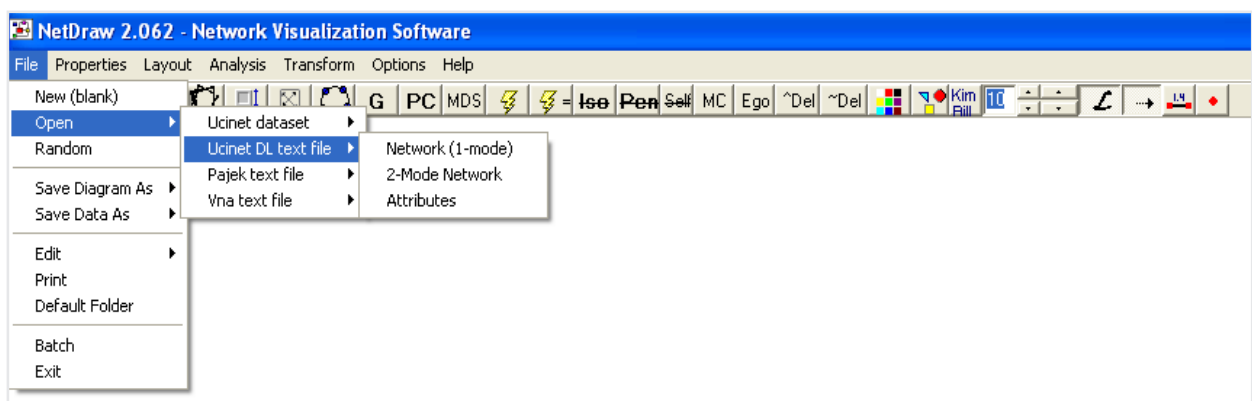 NetDraw 2.062 - Network Visualization Software
File Properties Layout Analysis Transform Options Help
G PC MDS = Iso Pen Self MC Ego ^Del ~Del Kim 10 L 1.4
Bill
New (blank)
Open
Random
Save Diagram As
Save Data As
Edit
Print
Default Folder
Batch
Exit
Ucinet dataset
Ucinet DL text file
Pajek text file
Vna text file
Network (1-mode)
2-Mode Network
Attributes